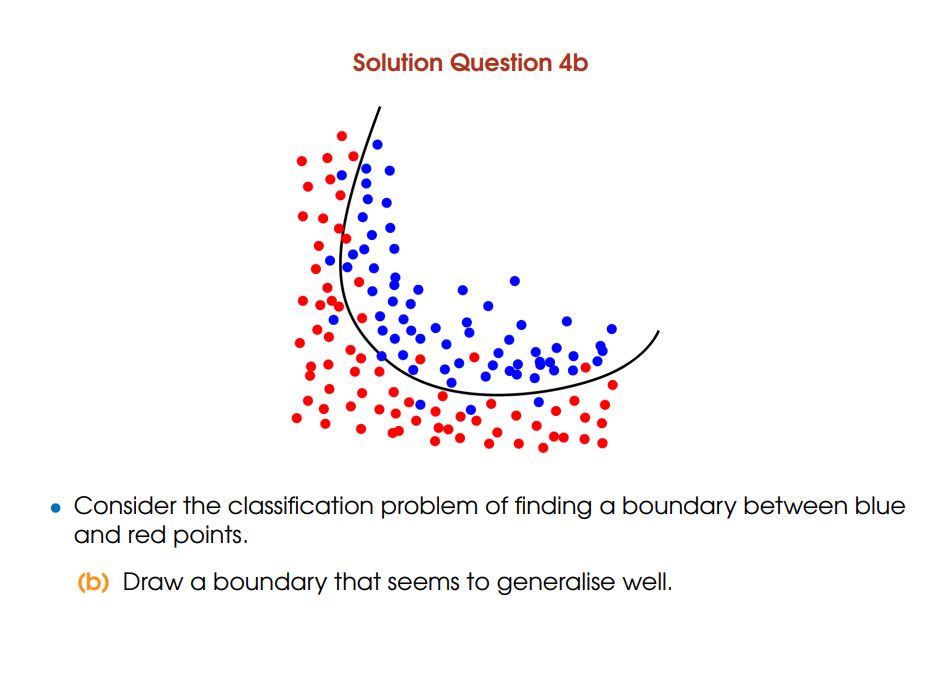 Solution Question 4b
• Consider the classification problem of finding a boundary between blue
and red points.
(b) Draw a boundary that seems to generalise well.